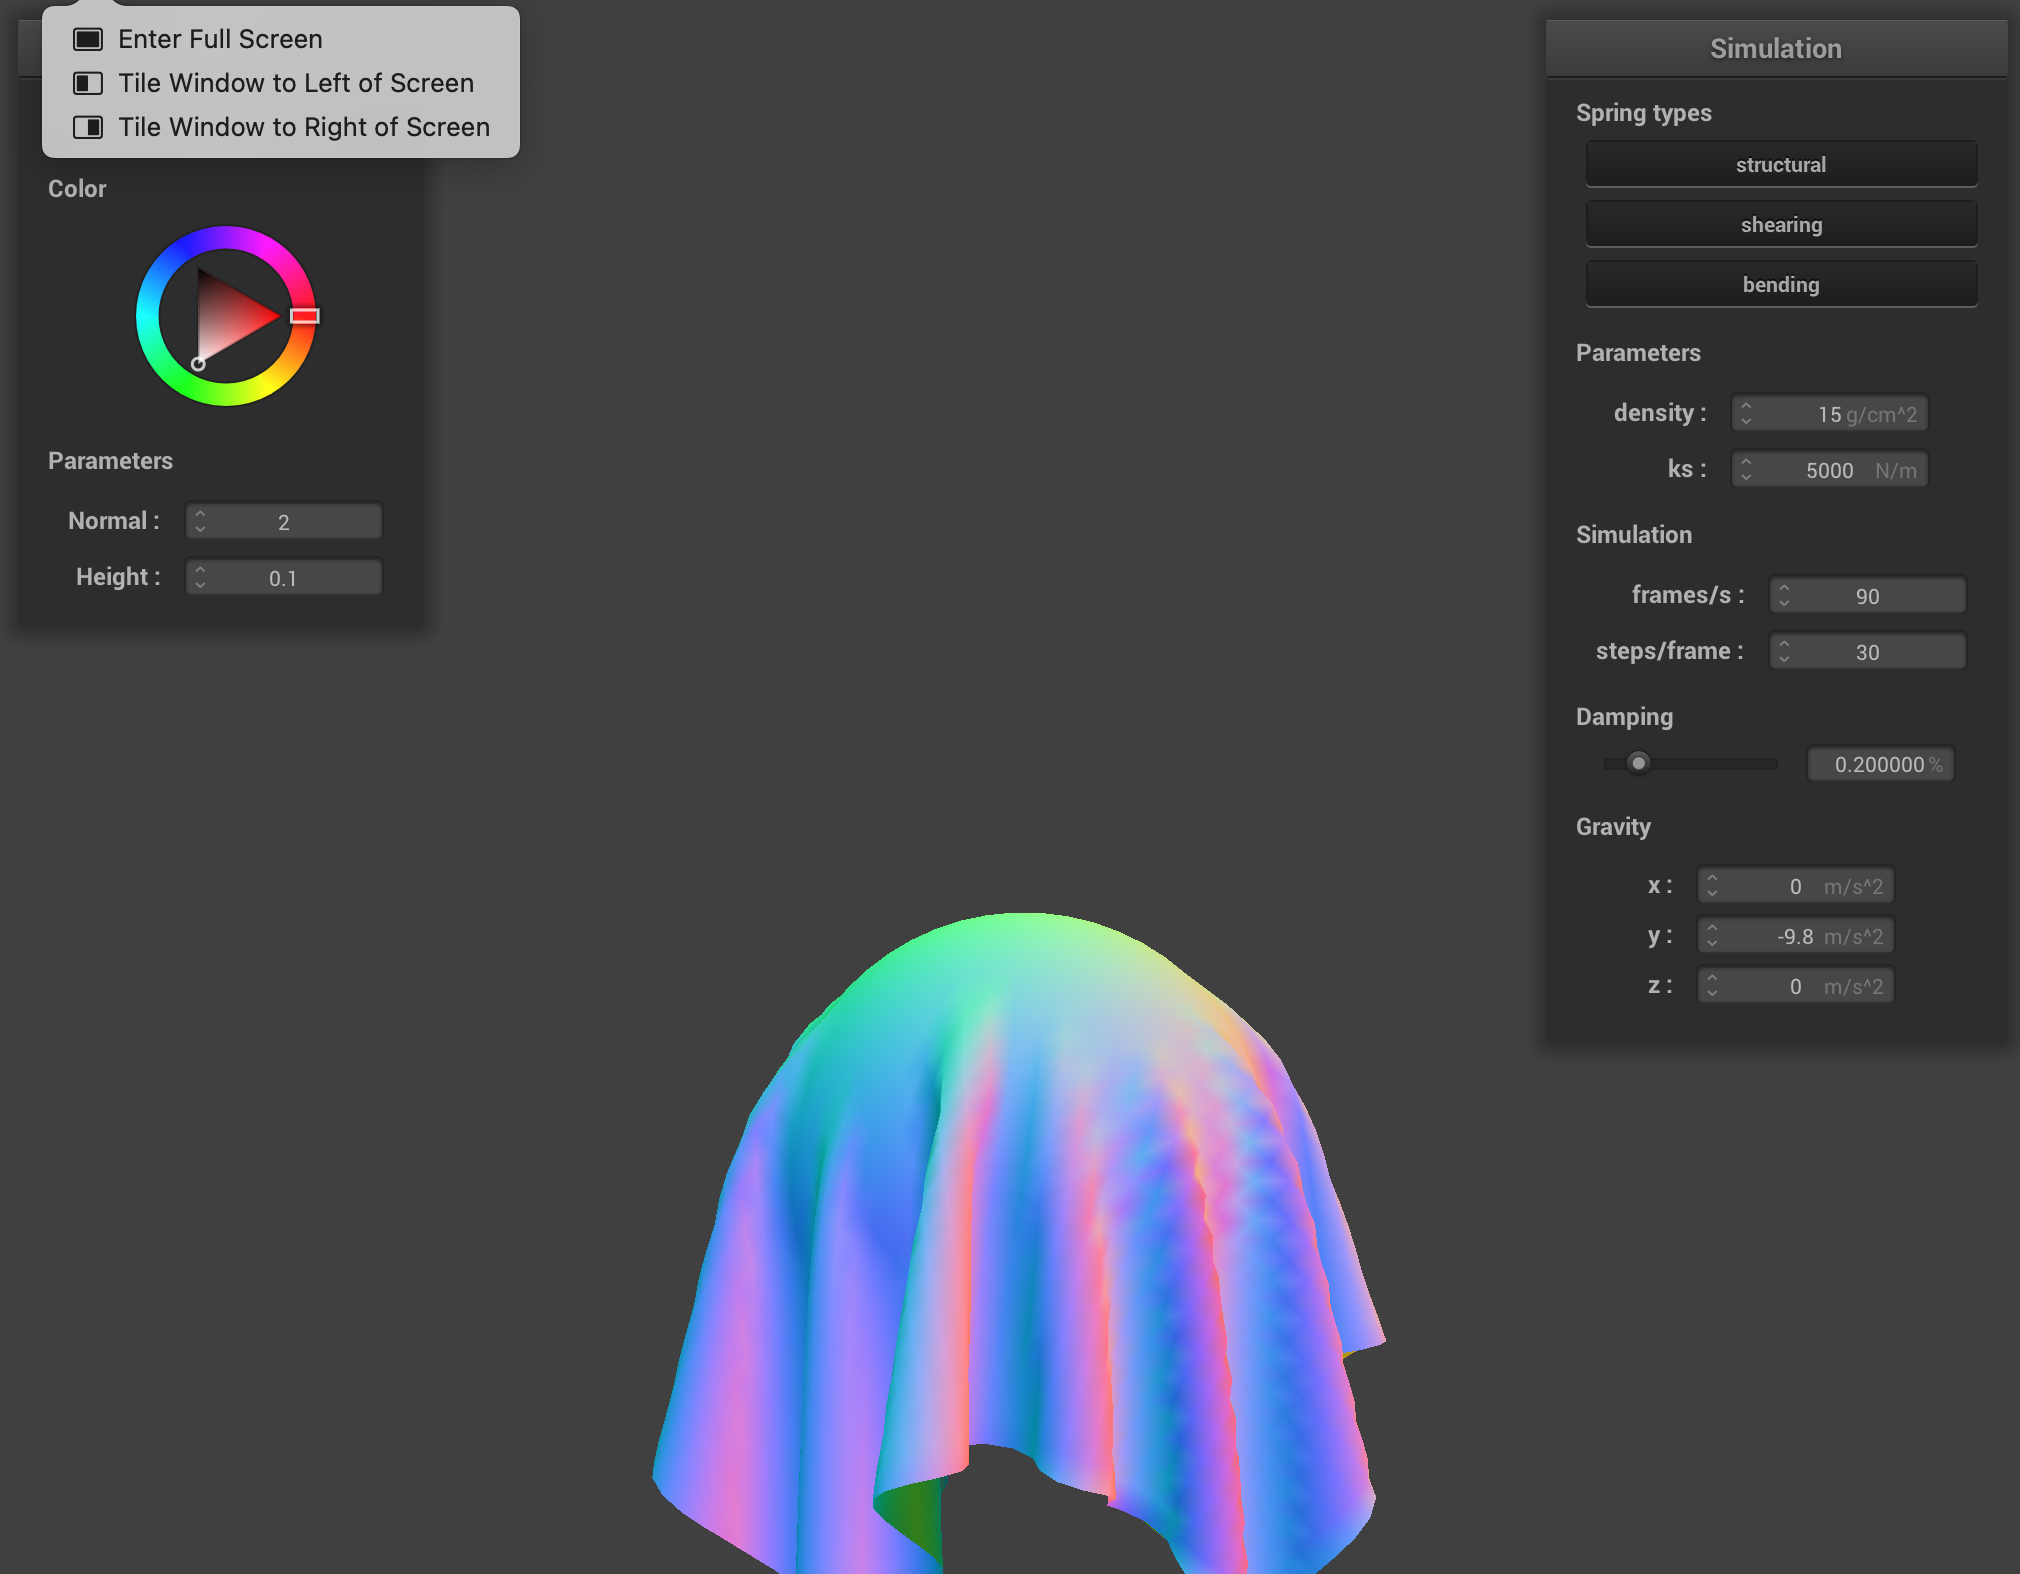 Enter Full Screen
Tile Window to Left of Screen
Tile Window to Right of Screen
Color
Parameters
Normal : 2
Height : 0.1
Simulation
Spring types
structural
shearing
bending
Parameters
density : 15 g/cm^2
ks : 5000 N/m
Simulation
frames/s : 90
steps/frame : 30
Damping
0.200000 %
Gravity
x : 0 m/s^2
y : -9.8 m/s^2
z : 0 m/s^2